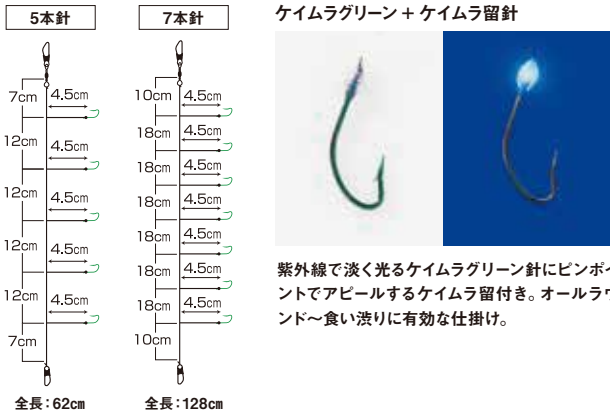 5本針
7cm
4.5cm
12cm
4.5cm
12cm
4.5cm
12cm
4.5cm
12cm
4.5cm
7cm
全長：62cm
7本針
10cm
4.5cm
18cm
4.5cm
18cm
4.5cm
18cm
4.5cm
18cm
4.5cm
18cm
4.5cm
18cm
4.5cm
10cm
全長：128cm
ケイムラグリーン + ケイムラ留針
紫外線で淡く光るケイムラグリーン針にピンポイ
ントでアピールするケイムラ留付き。オールラウ
ンド～食い渋りに有効な仕掛け。